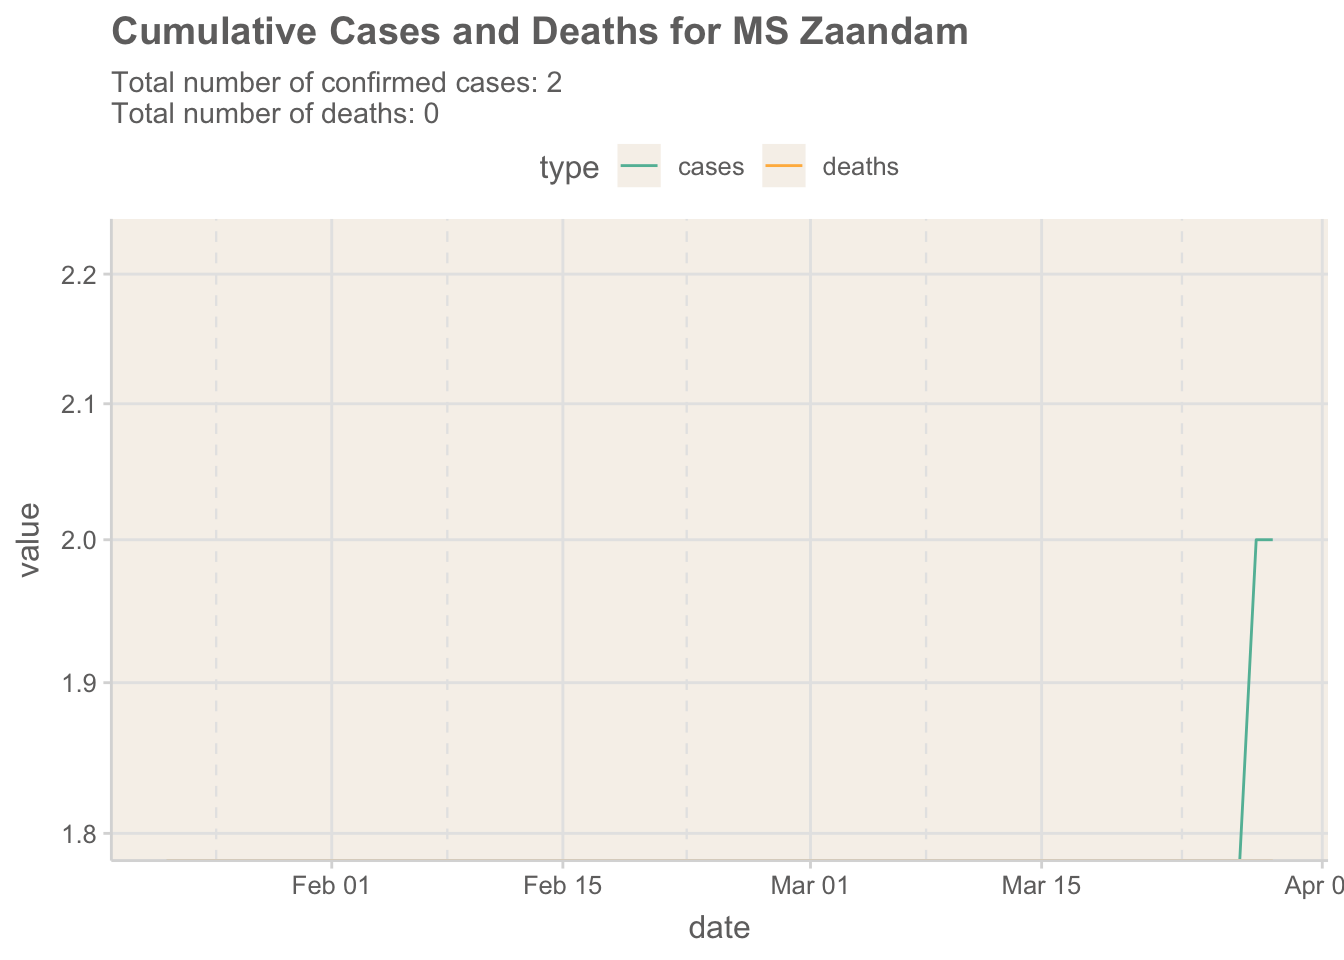 Cumulative Cases and Deaths for MS Zaandam
Total number of confirmed cases: 2
Total number of deaths: 0
type cases deaths
2.2
2.1
2.0
1.9
1.8
value
Feb 01 Feb 15 Mar 01 Mar 15 Apr 0
date